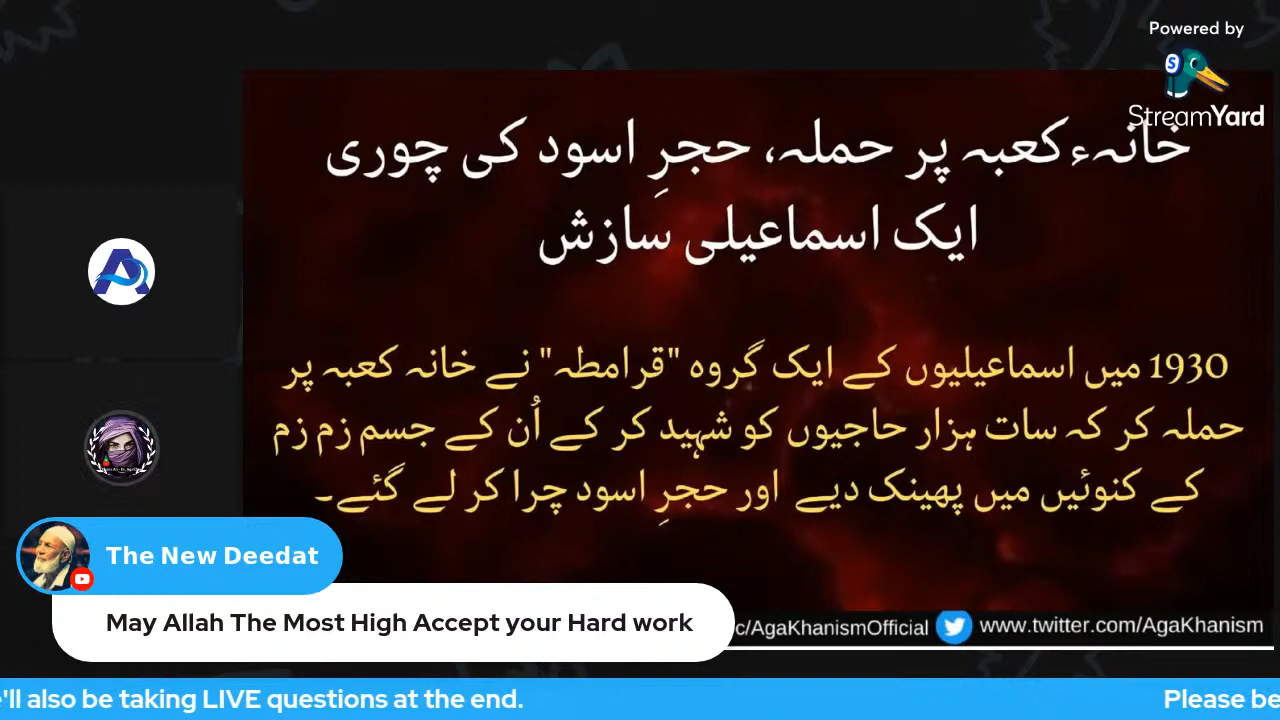 Powered by
StreamYard
خانہءکعبہ پر حملہ، حجرِ اسود کی چوری
ایک اسماعیلی سازش
1930 میں اسماعیلیوں کے ایک گروہ "قرامطہ" نے خانہ کعبہ پر
حملہ کر کہ سات ہزار حاجیوں کو شہید کر کے اُن کے جسم زم زم
کے کنوئیں میں پھینک دیے اور حجرِ اسود چرا کر لے گئے۔
The New Deedat
May Allah The Most High Accept your Hard work
c/AgaKhanismOfficial www.twitter.com/AgaKhanism
'll also be taking LIVE questions at the end. Please be